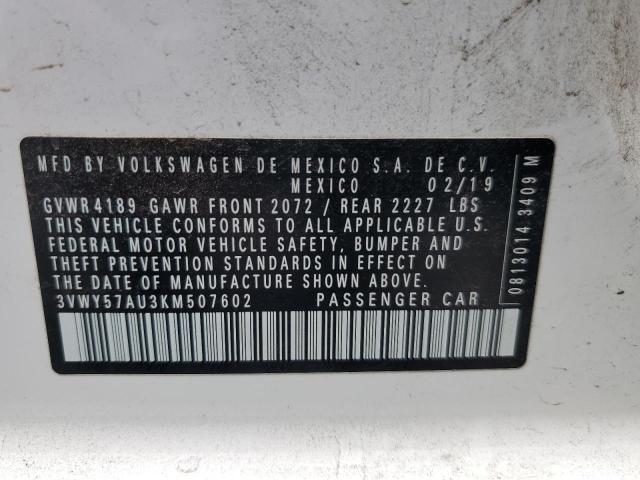 MFD BY VOLKSWAGEN DE MEXICO S.A. DE C.V.
MEXICO 02/19
GVWR 4189 GAWR FRONT 2072 / REAR 2227 LBS
THIS VEHICLE CONFORMS TO ALL APPLICABLE U.S.
FEDERAL MOTOR VEHICLE SAFETY, BUMPER AND
THEFT PREVENTION STANDARDS IN EFFECT ON
THE DATE OF MANUFACTURE SHOWN ABOVE.
3VWY57AU3KM507602 PASSENGER CAR
0813014 3409 M